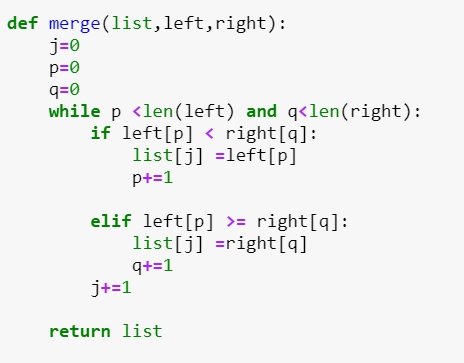 def merge(list,left,right):
    j=0
    p=0
    q=0
    while p <len(left) and q<len(right):
        if left[p] < right[q]:
            list[j] =left[p]
            p+=1
        elif left[p] >= right[q]:
            list[j] =right[q]
            q+=1
        j+=1
    return list